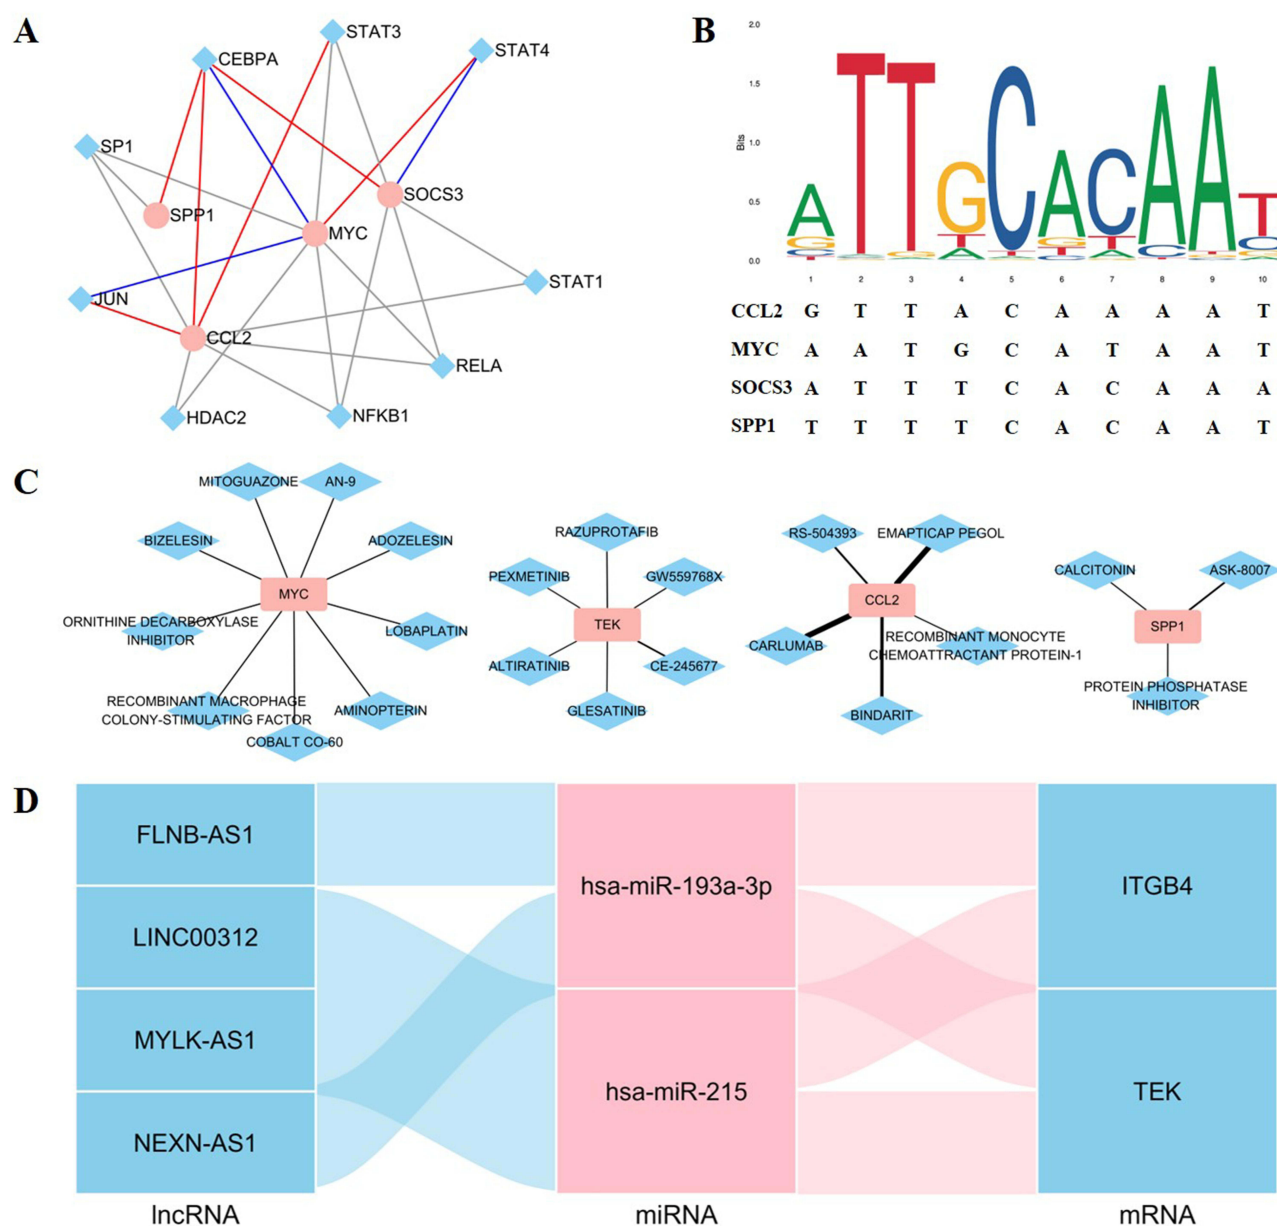 A
STAT3
STAT4
CEBPA
SP1
SPP1
SOCS3
MYC
JUN
CCL2
STAT1
RELA
HDAC2
NFKB1
B
2.0
1.5
1.0
0.5
0.0
Bits
1 2 3 4 5 6 7 8 9 10
CCL2 G T T A C A A A A T
MYC A A T G C A T A A T
SOCS3 A T T T C A C A A A
SPP1 T T T T C A C A A T
C
MITOGUAZONE
AN-9
BIZELESIN
ADOZELESIN
MYC
ORNITHINE DECARBOXYLASE
INHIBITOR
LOBAPLATIN
RECOMBINANT MACROPHAGE
COLONY-STIMULATING FACTOR
AMINOPTERIN
COBALT CO-60
RAZUPROTAFIB
PEXMETINIB
GW559768X
TEK
ALTIRATINIB
CE-245677
GLESATINIB
RS-504393
EMAPTICAP PEGOL
CCL2
CARLUMAB
RECOMBINANT MONOCYTE
CHEMOATTRACTANT PROTEIN-1
BINDARIT
CALCITONIN
ASK-8007
SPP1
PROTEIN PHOSPHATASE
INHIBITOR
D
FLNB-AS1
LINC00312
MYLK-AS1
NEXN-AS1
lncRNA
hsa-miR-193a-3p
hsa-miR-215
miRNA
ITGB4
TEK
mRNA